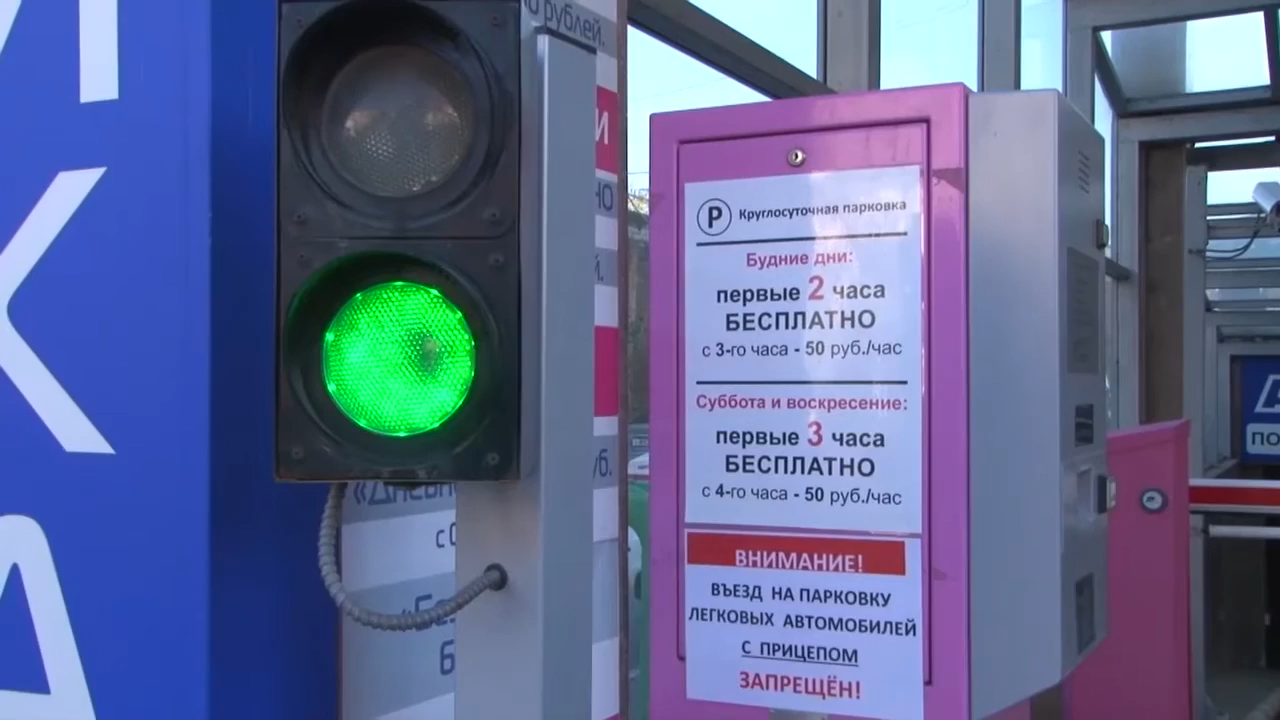 рублей.
Р Круглосуточная парковка
Будние дни:
первые 2 часа
БЕСПЛАТНО
с 3-го часа - 50 руб./час
Суббота и воскресение:
первые 3 часа
БЕСПЛАТНО
с 4-го часа - 50 руб./час
ВНИМАНИЕ!
ВЪЕЗД НА ПАРКОВКУ
ЛЕГКОВЫХ АВТОМОБИЛЕЙ
С ПРИЦЕПОМ
ЗАПРЕЩЁН!